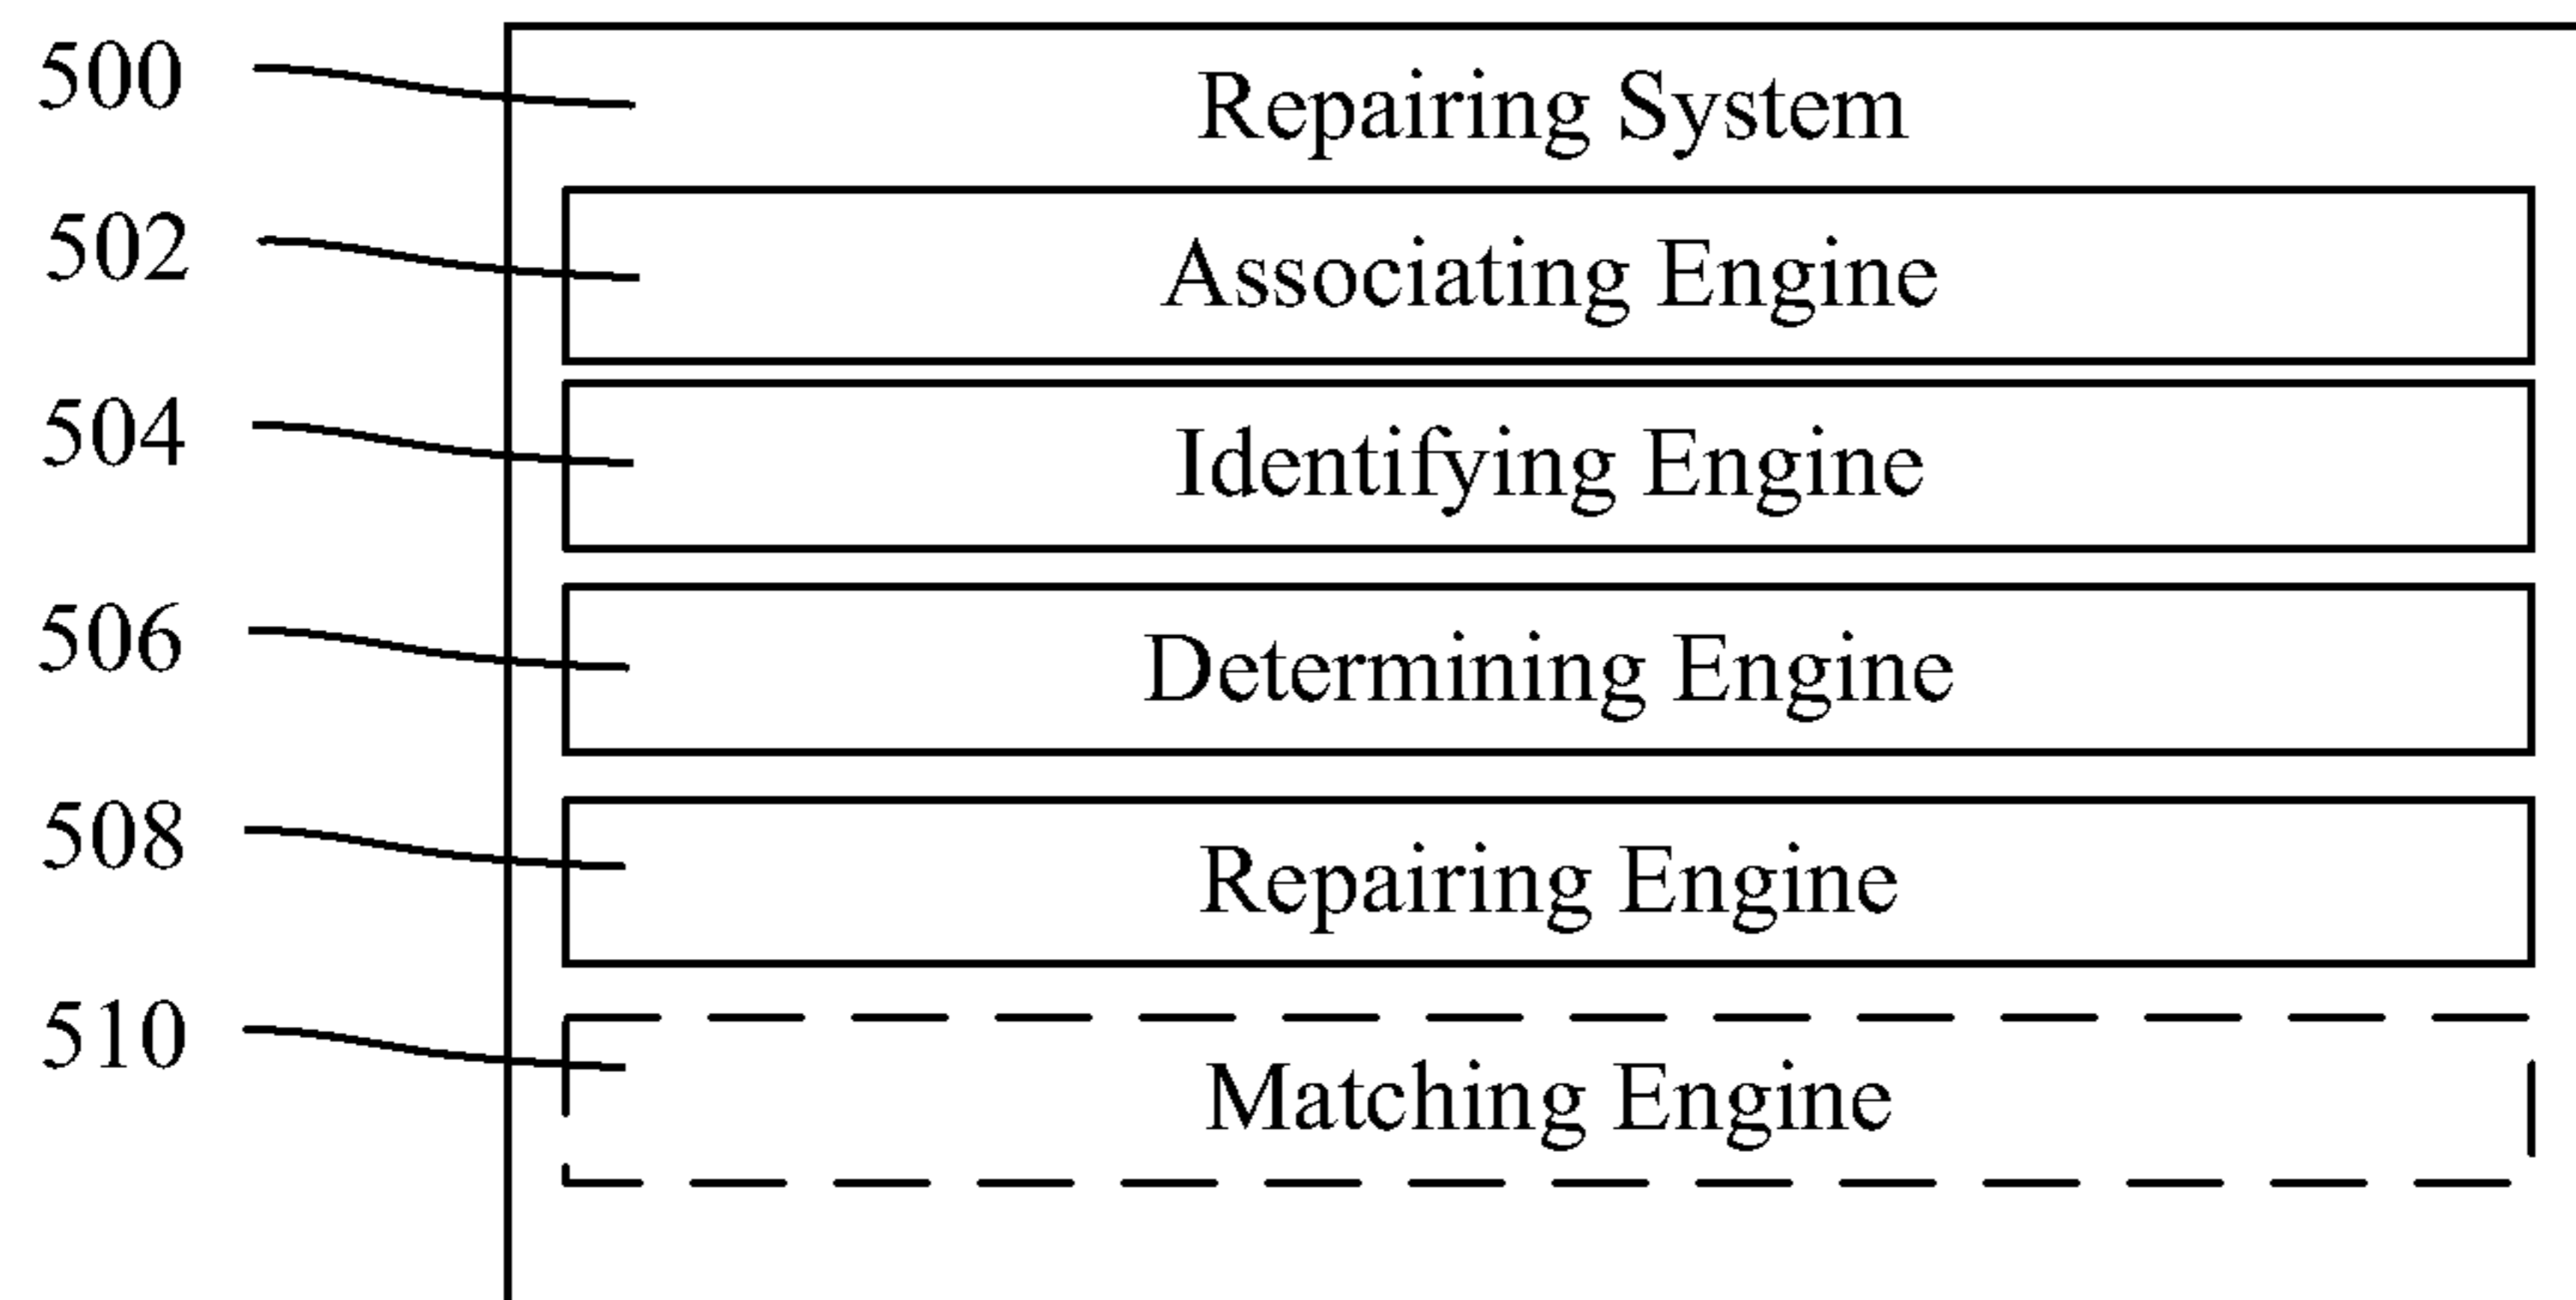 500 Repairing System
502 Associating Engine
504 Identifying Engine
506 Determining Engine
508 Repairing Engine
510 Matching Engine